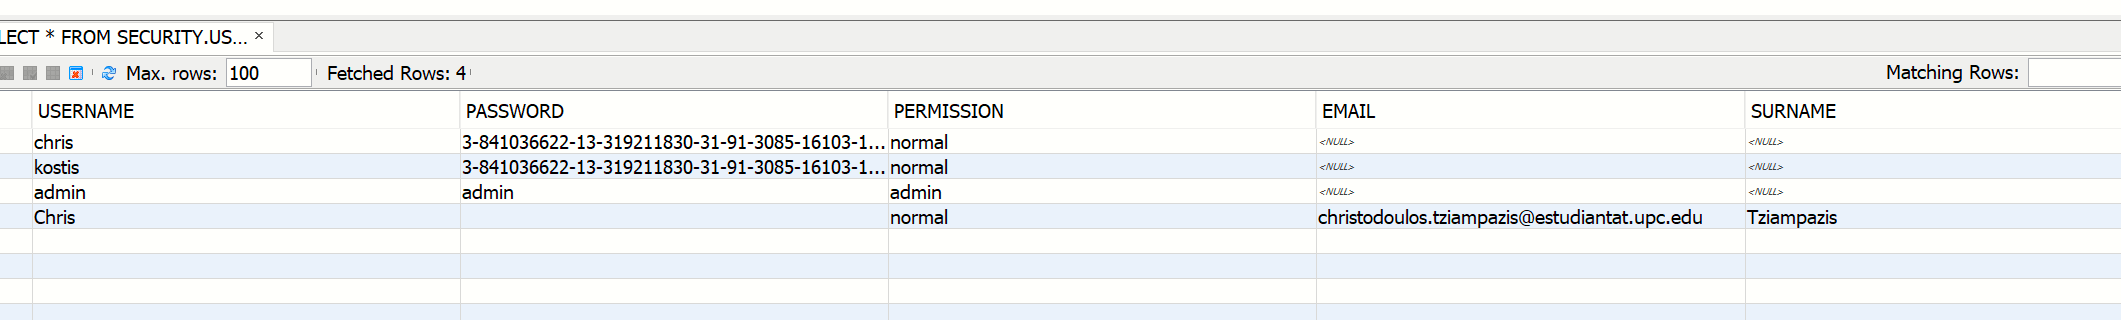 LECT * FROM SECURITY.US... ×
Max. rows: 100 Fetched Rows: 4 Matching Rows:
USERNAME PASSWORD PERMISSION EMAIL SURNAME
chris 3-841036622-13-319211830-31-91-3085-16103-1... normal <NULL> <NULL>
kostis 3-841036622-13-319211830-31-91-3085-16103-1... normal <NULL> <NULL>
admin admin admin <NULL> <NULL>
Chris normal christodoulos.tziampazis@estudiantat.upc.edu Tziampazis